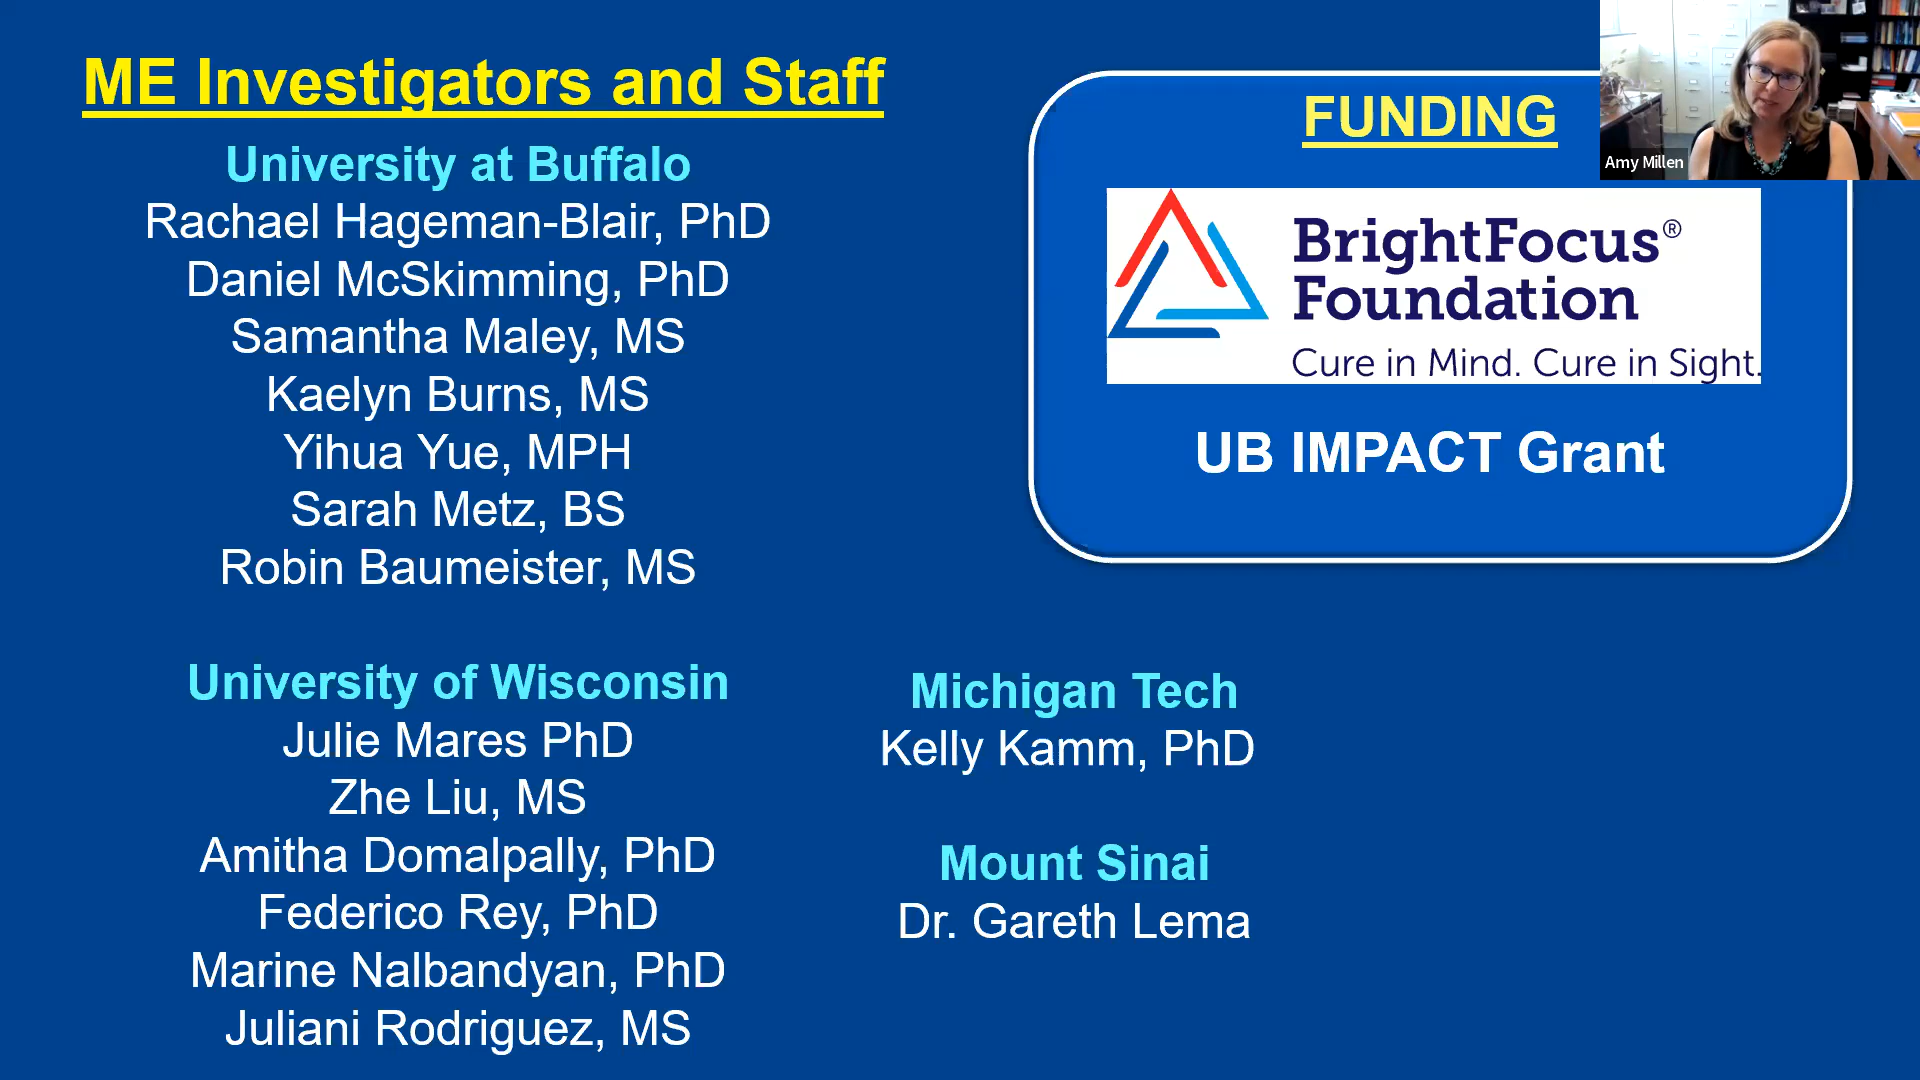 ME Investigators and Staff
University at Buffalo
Rachael Hageman-Blair, PhD
Daniel McSkimming, PhD
Samantha Maley, MS
Kaelyn Burns, MS
Yihua Yue, MPH
Sarah Metz, BS
Robin Baumeister, MS
University of Wisconsin
Julie Mares PhD
Zhe Liu, MS
Amitha Domalpally, PhD
Federico Rey, PhD
Marine Nalbandyan, PhD
Juliani Rodriguez, MS
Michigan Tech
Kelly Kamm, PhD
Mount Sinai
Dr. Gareth Lema
FUNDING
BrightFocus®
Foundation
Cure in Mind. Cure in Sight.
UB IMPACT Grant
Amy Millen